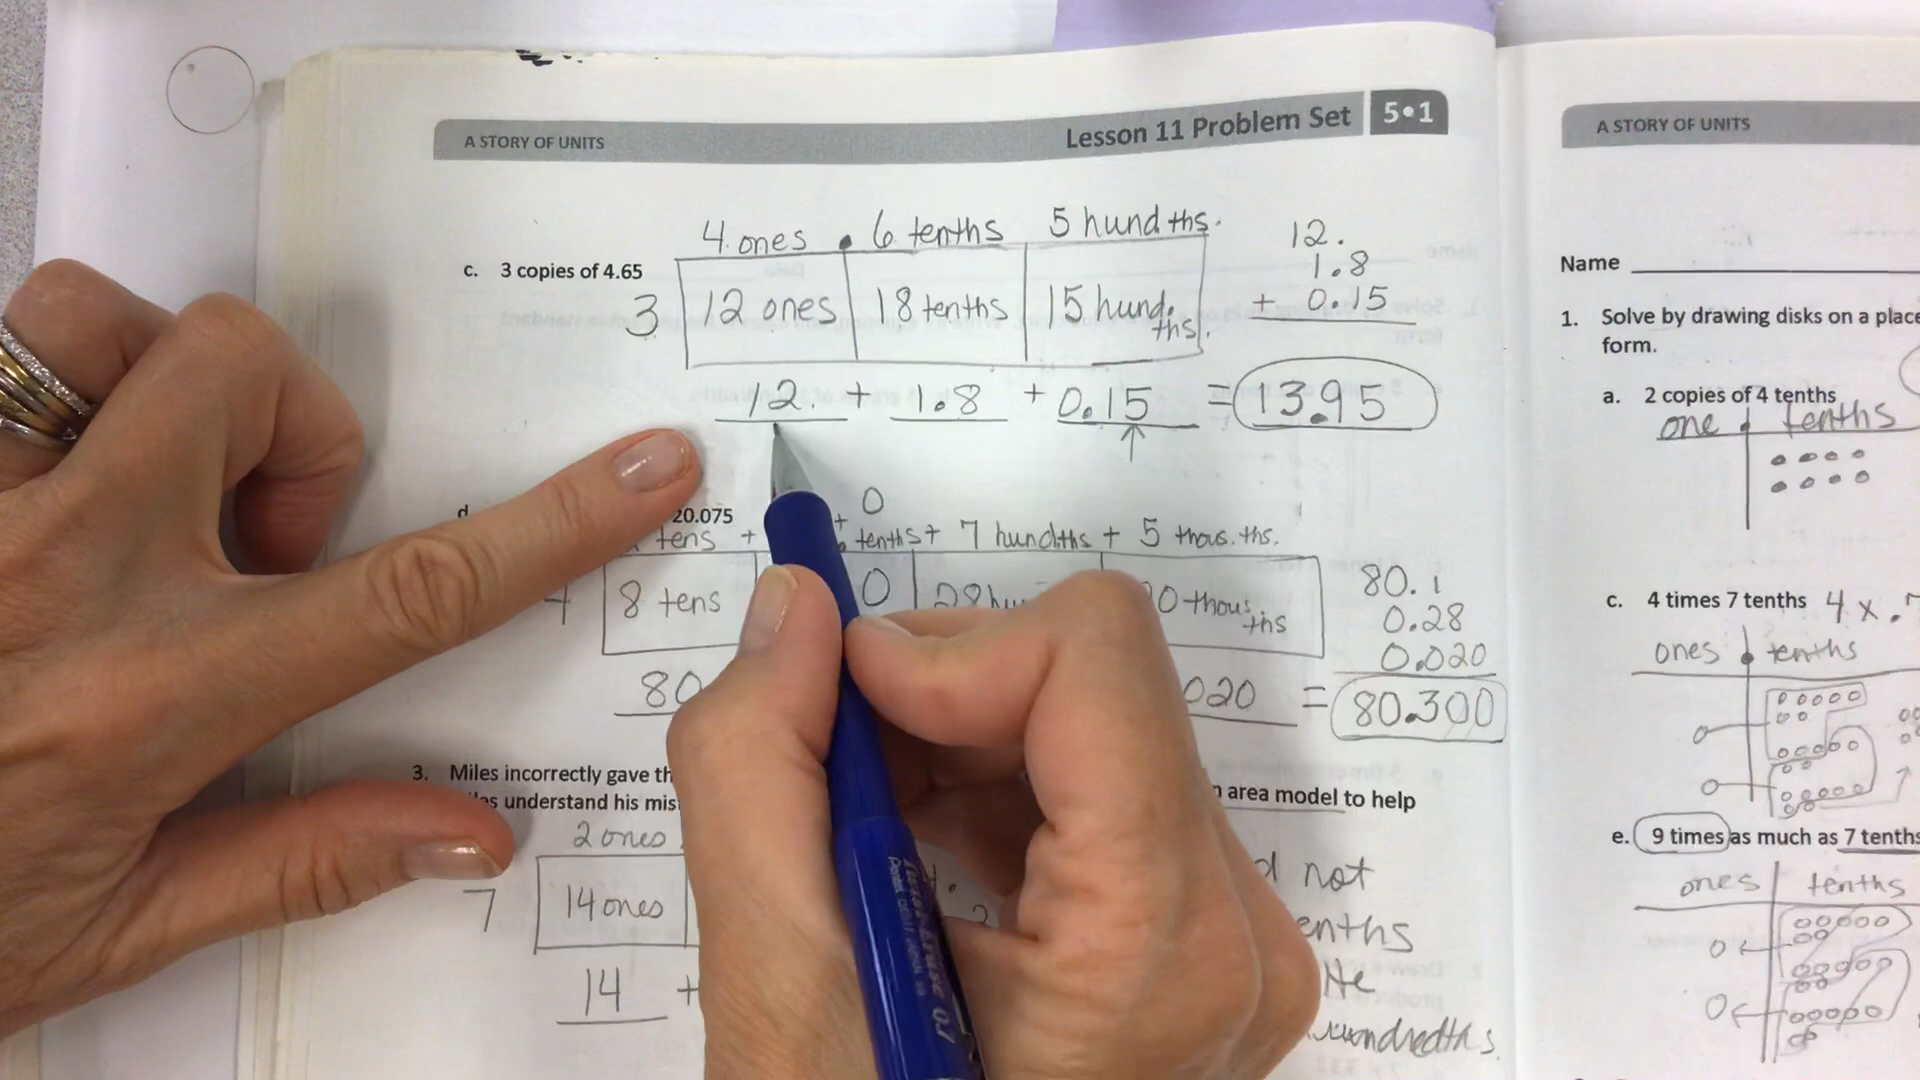 A STORY OF UNITS
Lesson 11 Problem Set 5•1
4 ones . 6 tenths 5 hundths.
c. 3 copies of 4.65
3 12 ones 18 tenths 15 hund.ths.
12. + 1.8 + 0.15 = 13.95
12.
1.8
+ 0.15
20.075
0
tens + tenths + 7 hundths + 5 thous.ths.
8 tens 0 thous.ths
80 020 = 80.300
80.
0.28
0.020
3. Miles incorrectly gave
understand his area model to help
2 ones
7 14 ones
14 +
not
He
A STORY OF UNITS
Name
1. Solve by drawing disks on a
form.
a. 2 copies of 4 tenths
one . tenths
c. 4 times 7 tenths 4 x .7
ones . tenths
e. 9 times as much as 7 tenths
ones tenths